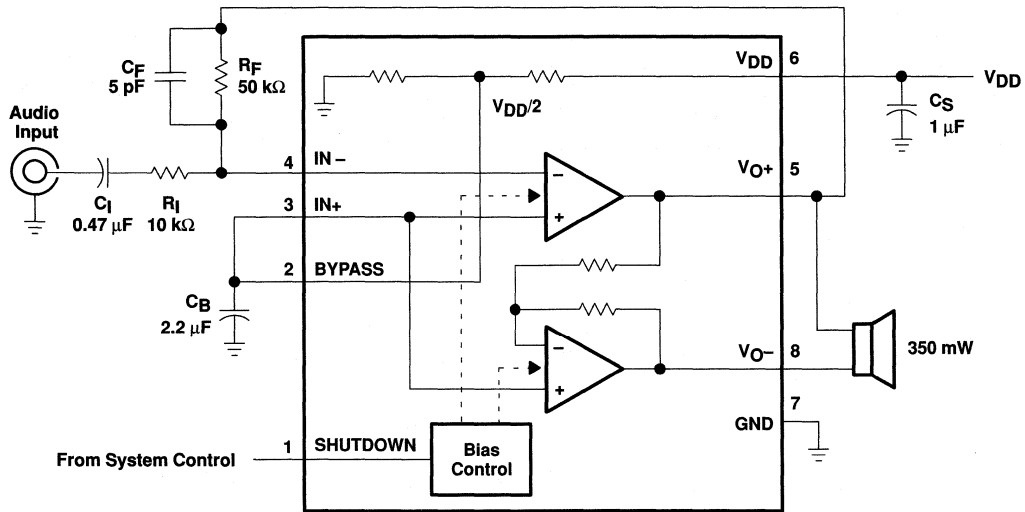 CF
5 pF
RF
50 kΩ
VDD
6
VDD
VDD/2
CS
1 µF
Audio
Input
4
IN –
VO+
5
CI
0.47 µF
RI
10 kΩ
3
IN+
–
+
2
BYPASS
CB
2.2 µF
–
+
VO–
8
350 mW
7
GND
1
SHUTDOWN
Bias
Control
From System Control